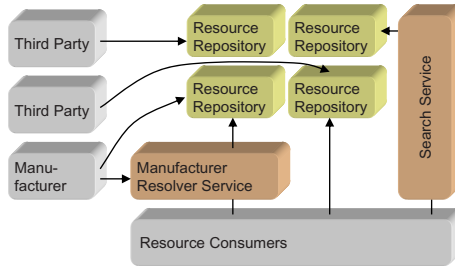 Third Party
Resource
Repository
Resource
Repository
Third Party
Resource
Repository
Resource
Repository
Search Service
Manu-
facturer
Manufacturer
Resolver Service
Resource Consumers